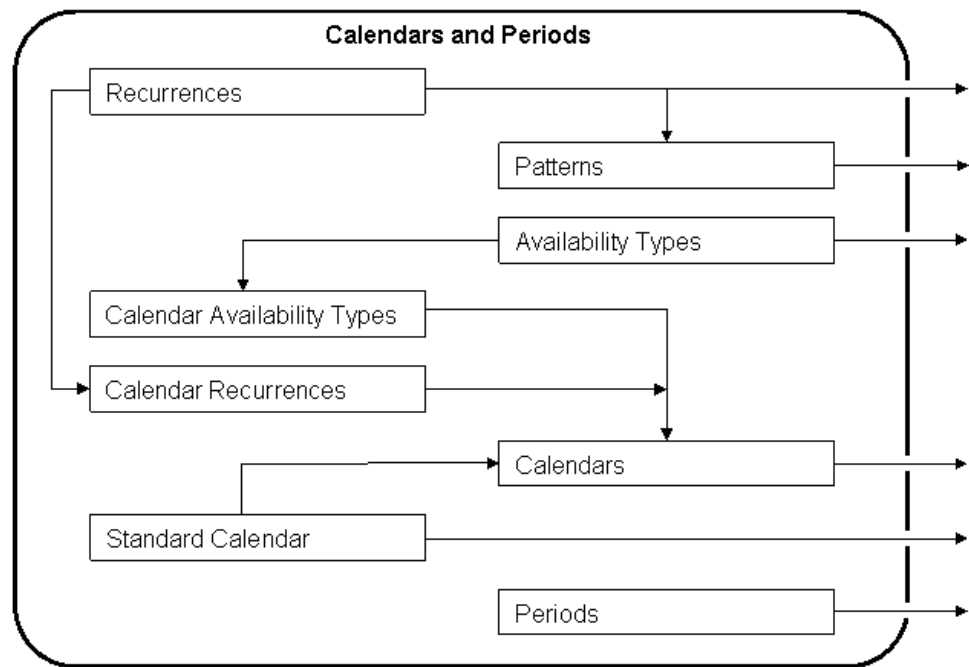 Calendars and Periods
Recurrences
Patterns
Availability Types
Calendar Availability Types
Calendar Recurrences
Calendars
Standard Calendar
Periods